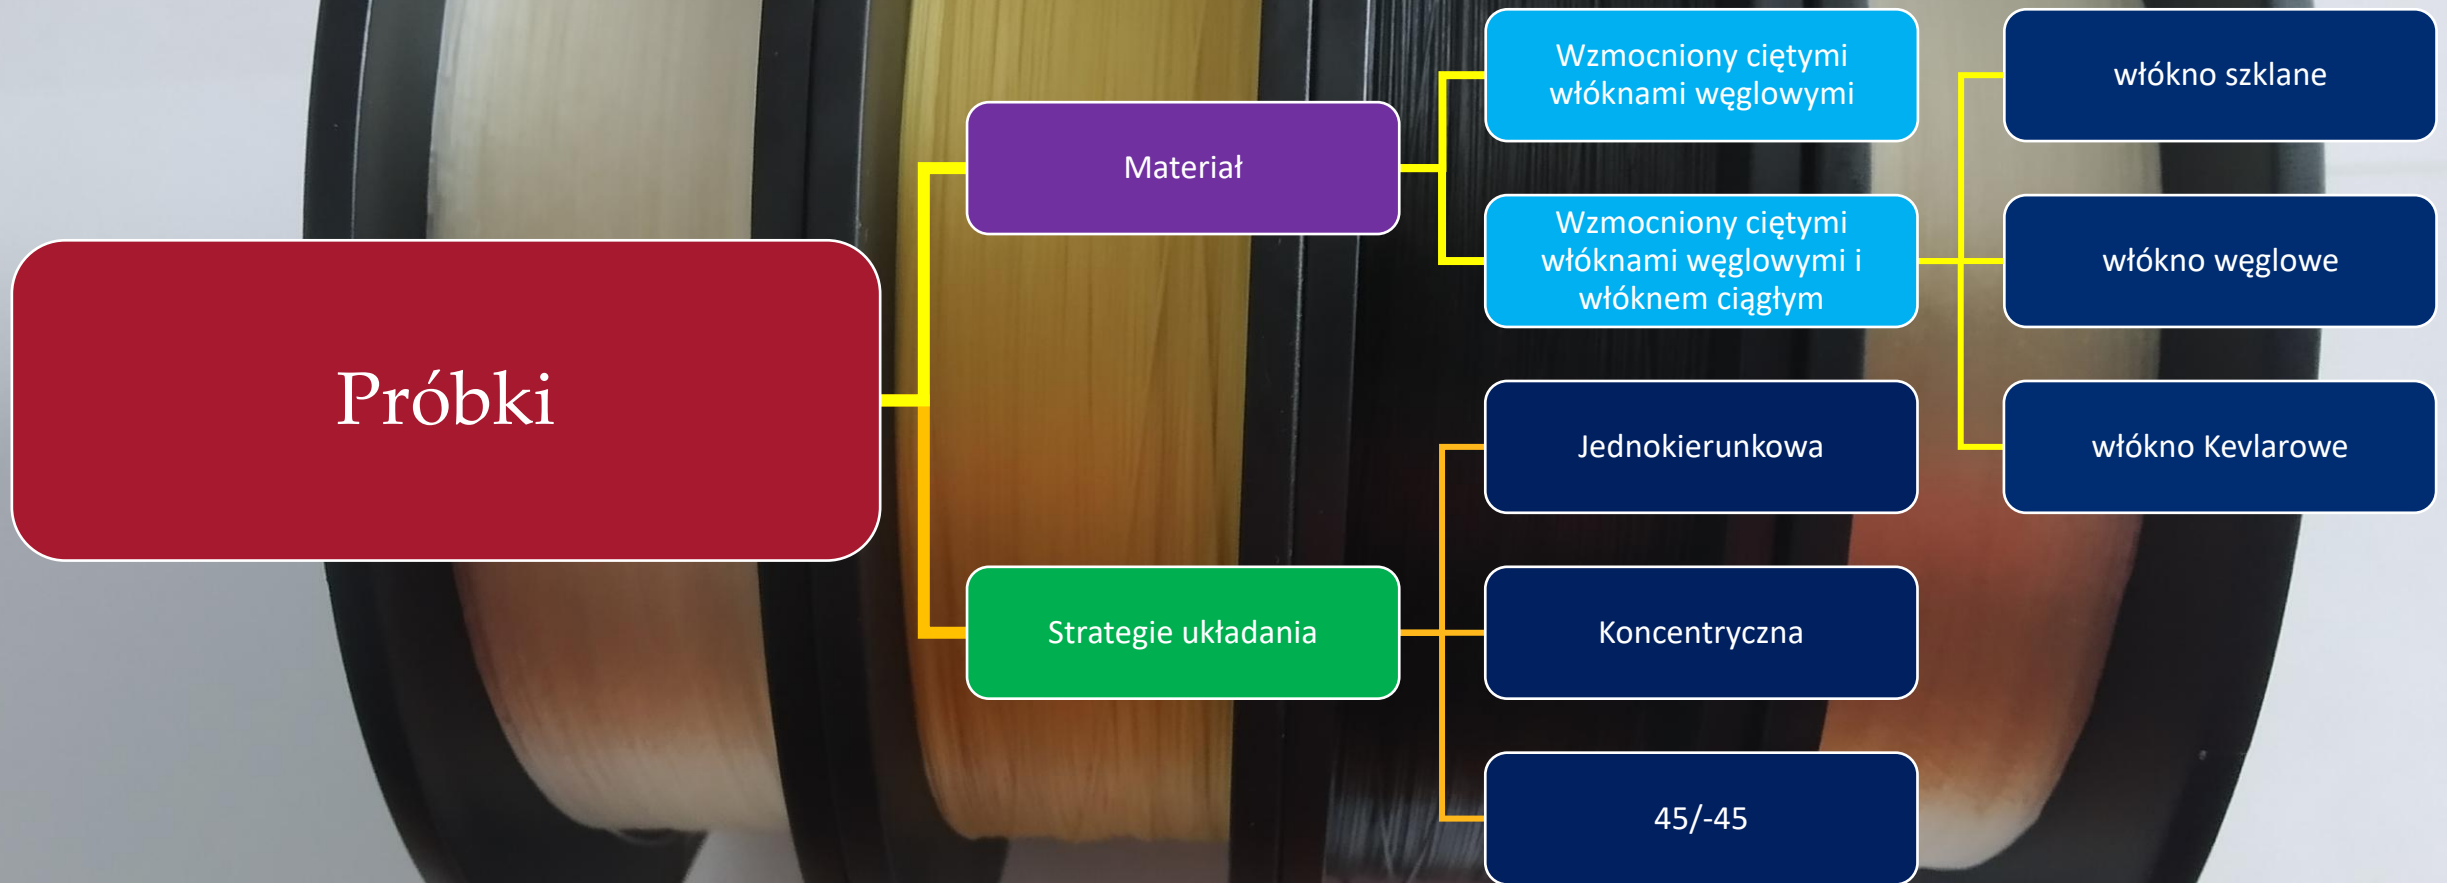 Próbki
Materiał
Wzmocniony ciętymi
włóknami węglowymi
włókno szklane
Wzmocniony ciętymi
włóknami węglowymi i
włóknem ciągłym
włókno węglowe
włókno Kevlarowe
Strategie układania
Jednokierunkowa
Koncentryczna
45/-45